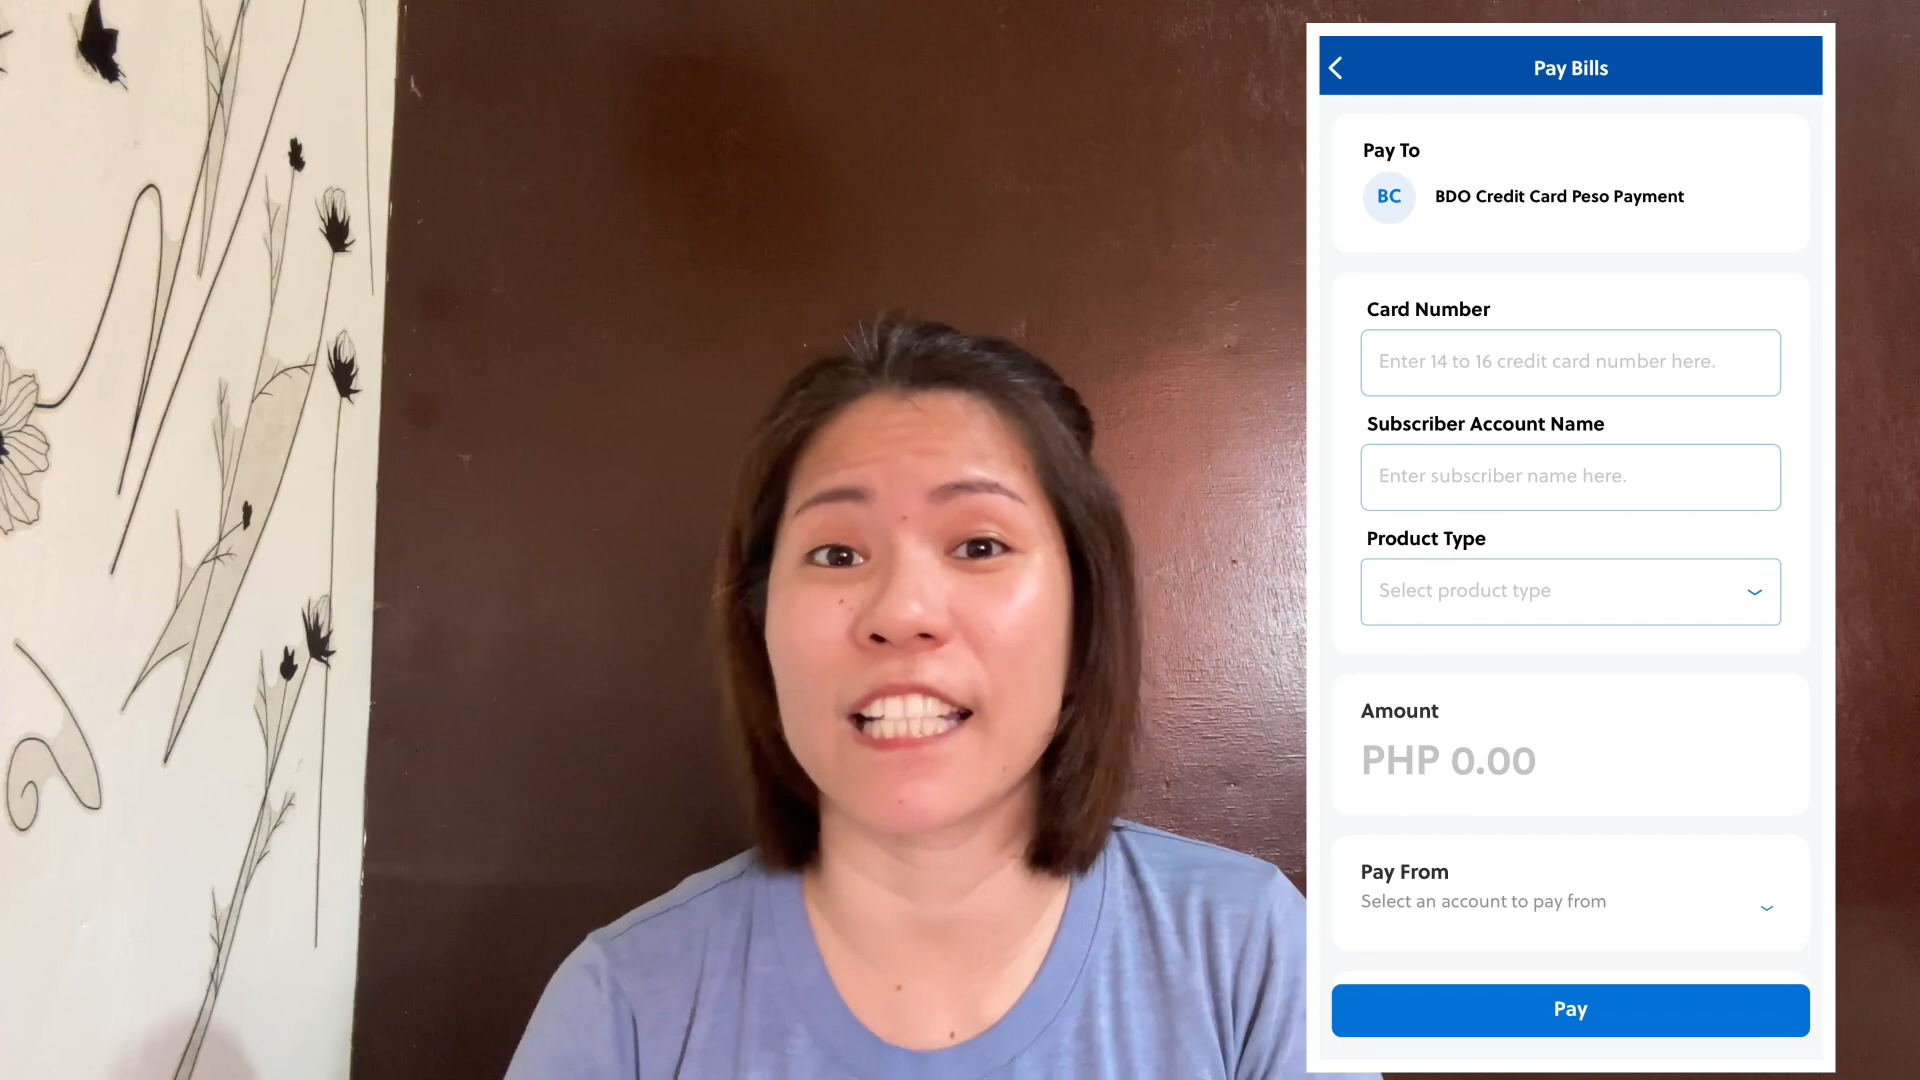 Pay Bills
Pay To
BC
BDO Credit Card Peso Payment
Card Number
Enter 14 to 16 credit card number here.
Subscriber Account Name
Enter subscriber name here.
Product Type
Select product type
Amount
PHP 0.00
Pay From
Select an account to pay from
Pay